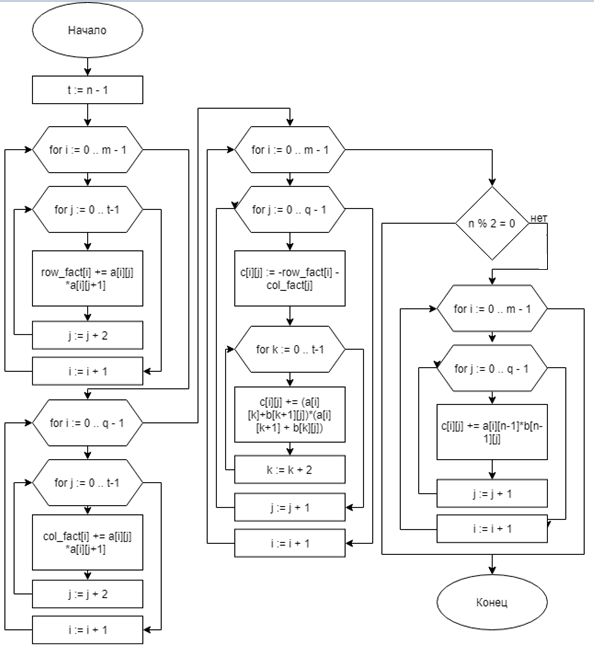 Начало
t := n - 1
for i := 0 .. m - 1
for j := 0 .. t-1
row_fact[i] += a[i][j]
*a[i][j+1]
j := j + 2
i := i + 1
for i := 0 .. q - 1
for j := 0 .. t-1
col_fact[i] += a[i][j]
*a[i][j+1]
j := j + 2
i := i + 1
for i := 0 .. m - 1
for j := 0 .. q - 1
c[i][j] := -row_fact[i] -
col_fact[j]
for k := 0 .. t-1
c[i][j] += (a[i]
[k]+b[k+1][j])*(a[i]
[k+1] + b[k][j])
k := k + 2
j := j + 1
i := i + 1
n % 2 = 0
нет
for i := 0 .. m - 1
for j := 0 .. q - 1
c[i][j] += a[i][n-1]*b[n-
1][j]
j := j + 1
i := i + 1
Конец